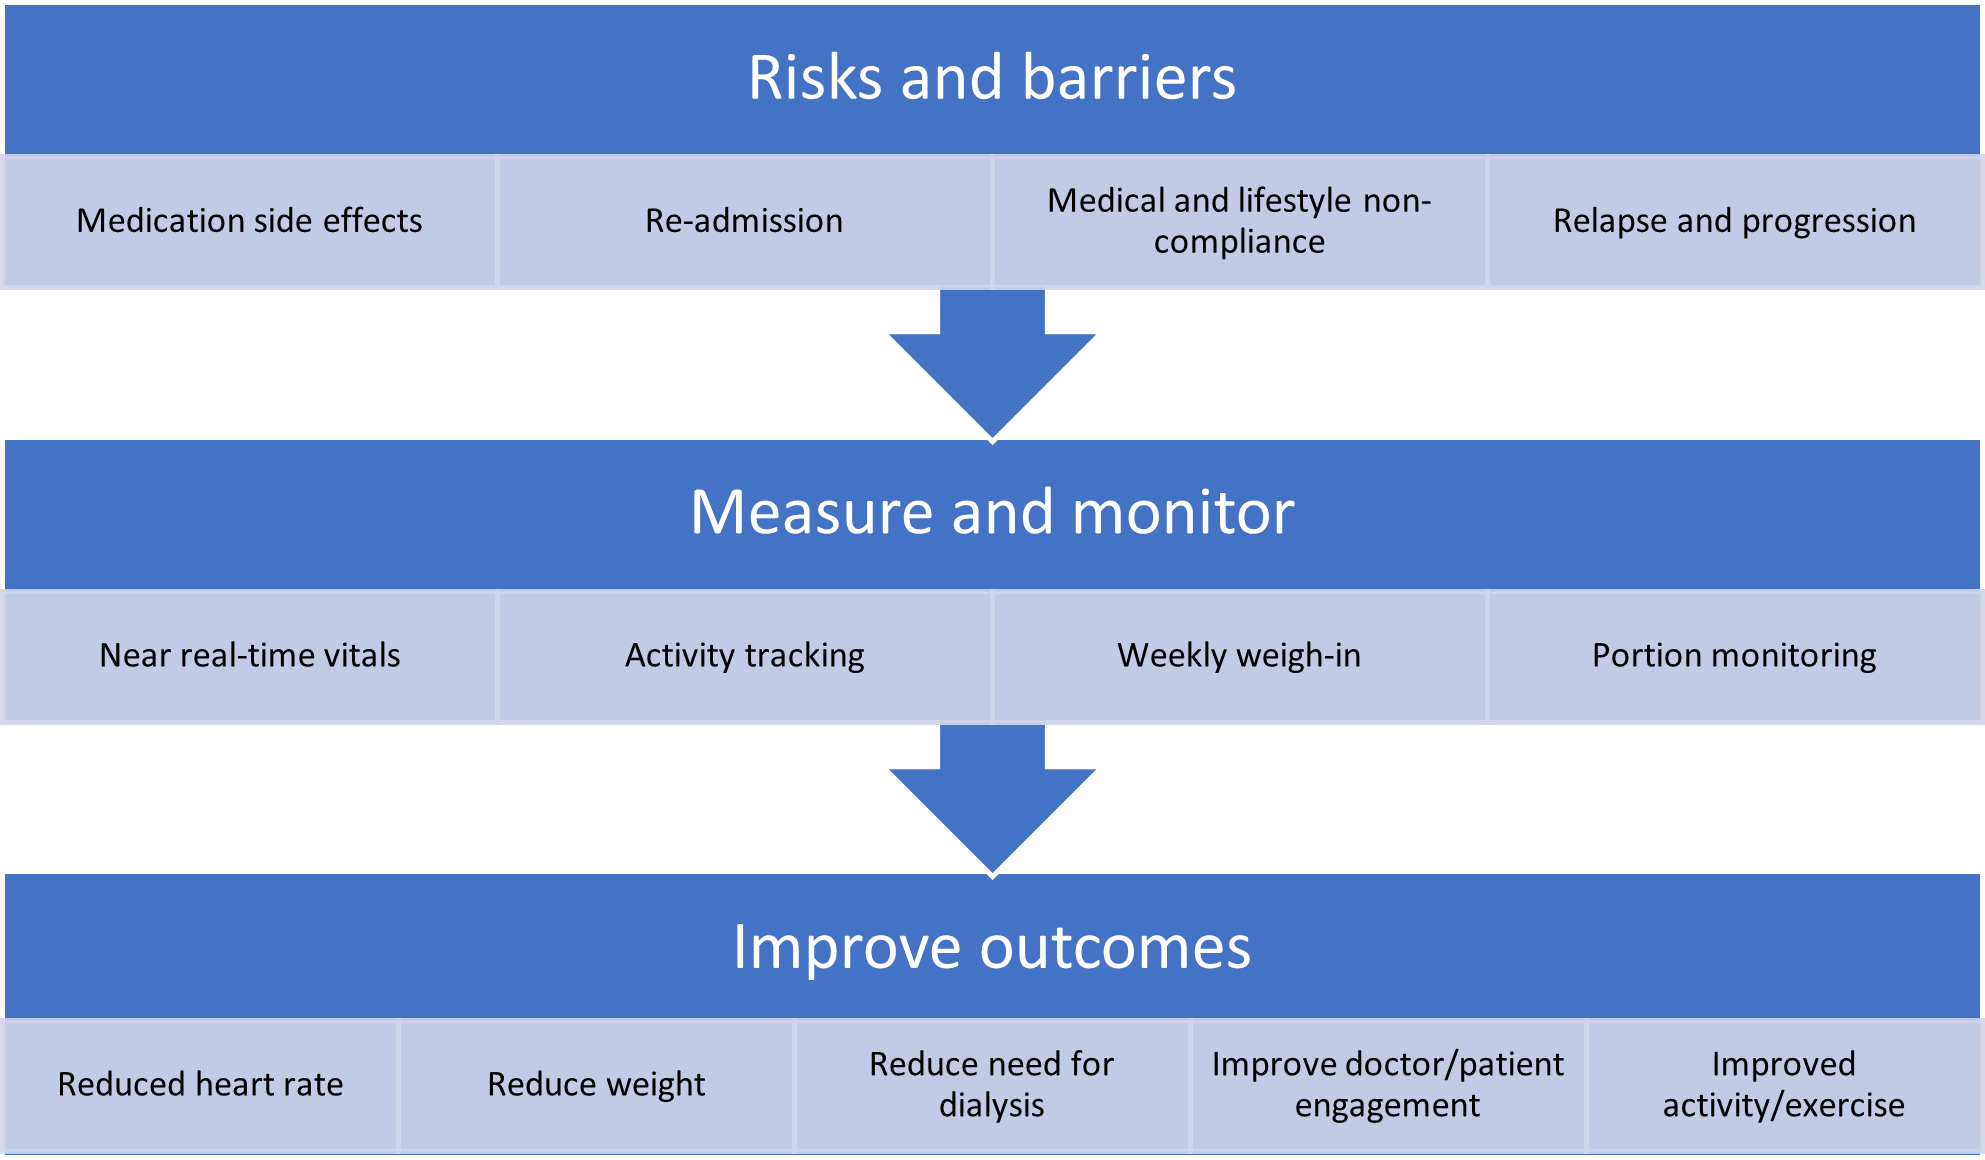 Risks and barriers
Medication side effects
Re-admission
Medical and lifestyle non-
compliance
Relapse and progression
Measure and monitor
Near real-time vitals
Activity tracking
Weekly weigh-in
Portion monitoring
Improve outcomes
Reduced heart rate
Reduce weight
Reduce need for
dialysis
Improve doctor/patient
engagement
Improved
activity/exercise